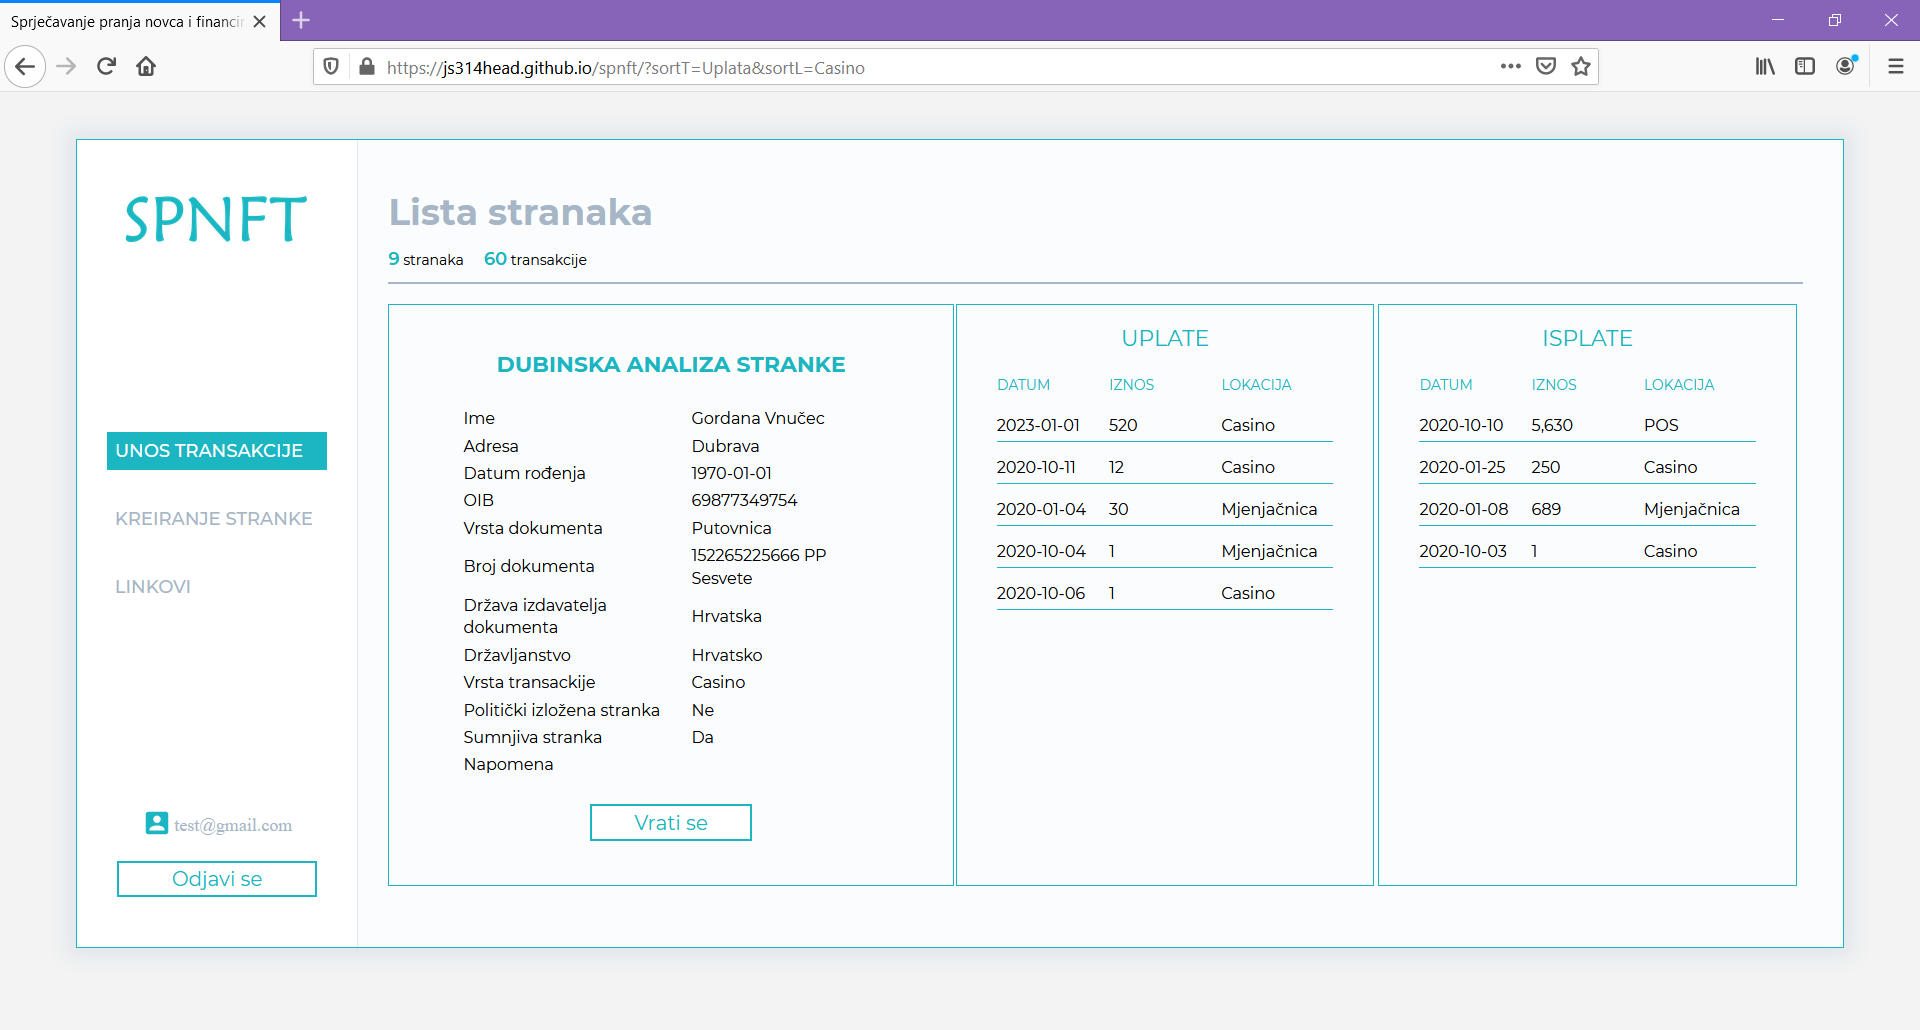 Sprječavanje pranja novca i financir
https://js314head.github.io/spnft/?sortT=Uplata&sortL=Casino
SPNFT
UNOS TRANSAKCIJE
KREIRANJE STRANKE
LINKOVI
test@gmail.com
Odjavi se
Lista stranaka
9 stranaka 60 transakcije
DUBINSKA ANALIZA STRANKE
Ime Gordana Vnučec
Adresa Dubrava
Datum rođenja 1970-01-01
OIB 69877349754
Vrsta dokumenta Putovnica
Broj dokumenta 152265225666 PP
Sesvete
Država izdavatelja
dokumenta Hrvatska
Državljanstvo Hrvatsko
Vrsta transackije Casino
Politički izložena stranka Ne
Sumnjiva stranka Da
Napomena
Vrati se
UPLATE
DATUM IZNOS LOKACIJA
2023-01-01 520 Casino
2020-10-11 12 Casino
2020-01-04 30 Mjenjačnica
2020-10-04 1 Mjenjačnica
2020-10-06 1 Casino
ISPLATE
DATUM IZNOS LOKACIJA
2020-10-10 5,630 POS
2020-01-25 250 Casino
2020-01-08 689 Mjenjačnica
2020-10-03 1 Casino